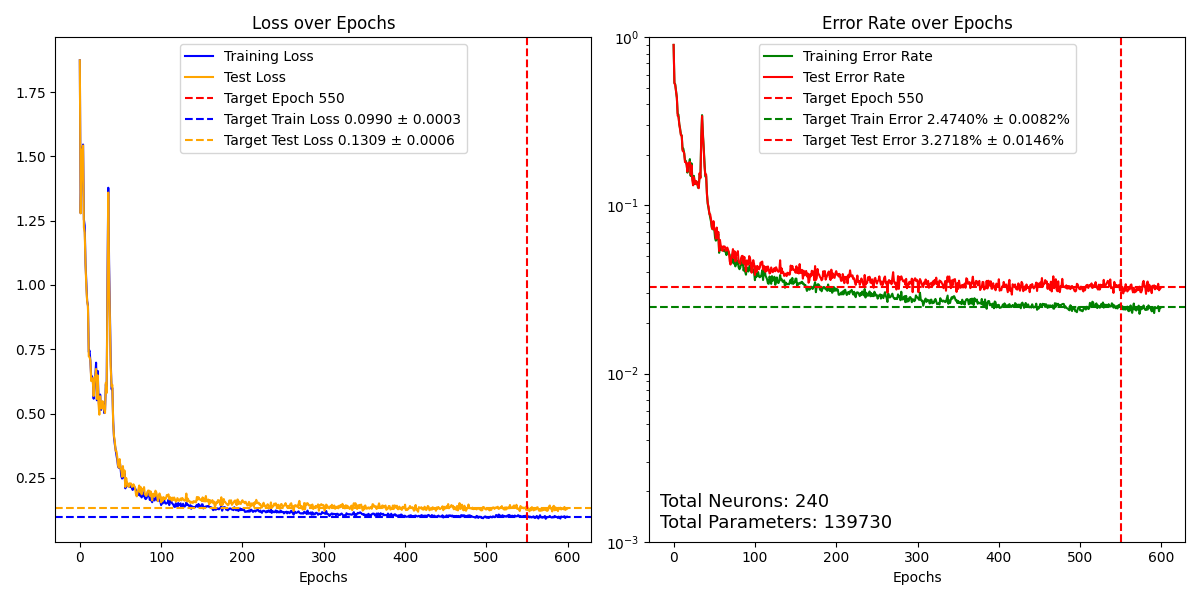 Loss over Epochs
Training Loss
Test Loss
Target Epoch 550
Target Train Loss 0.0990 ± 0.0003
Target Test Loss 0.1309 ± 0.0006
1.75
1.50
1.25
1.00
0.75
0.50
0.25
0 100 200 300 400 500 600
Epochs
Error Rate over Epochs
Training Error Rate
Test Error Rate
Target Epoch 550
Target Train Error 2.4740% ± 0.0082%
Target Test Error 3.2718% ± 0.0146%
10⁰
10⁻¹
10⁻²
10⁻³
Total Neurons: 240
Total Parameters: 139730
0 100 200 300 400 500 600
Epochs